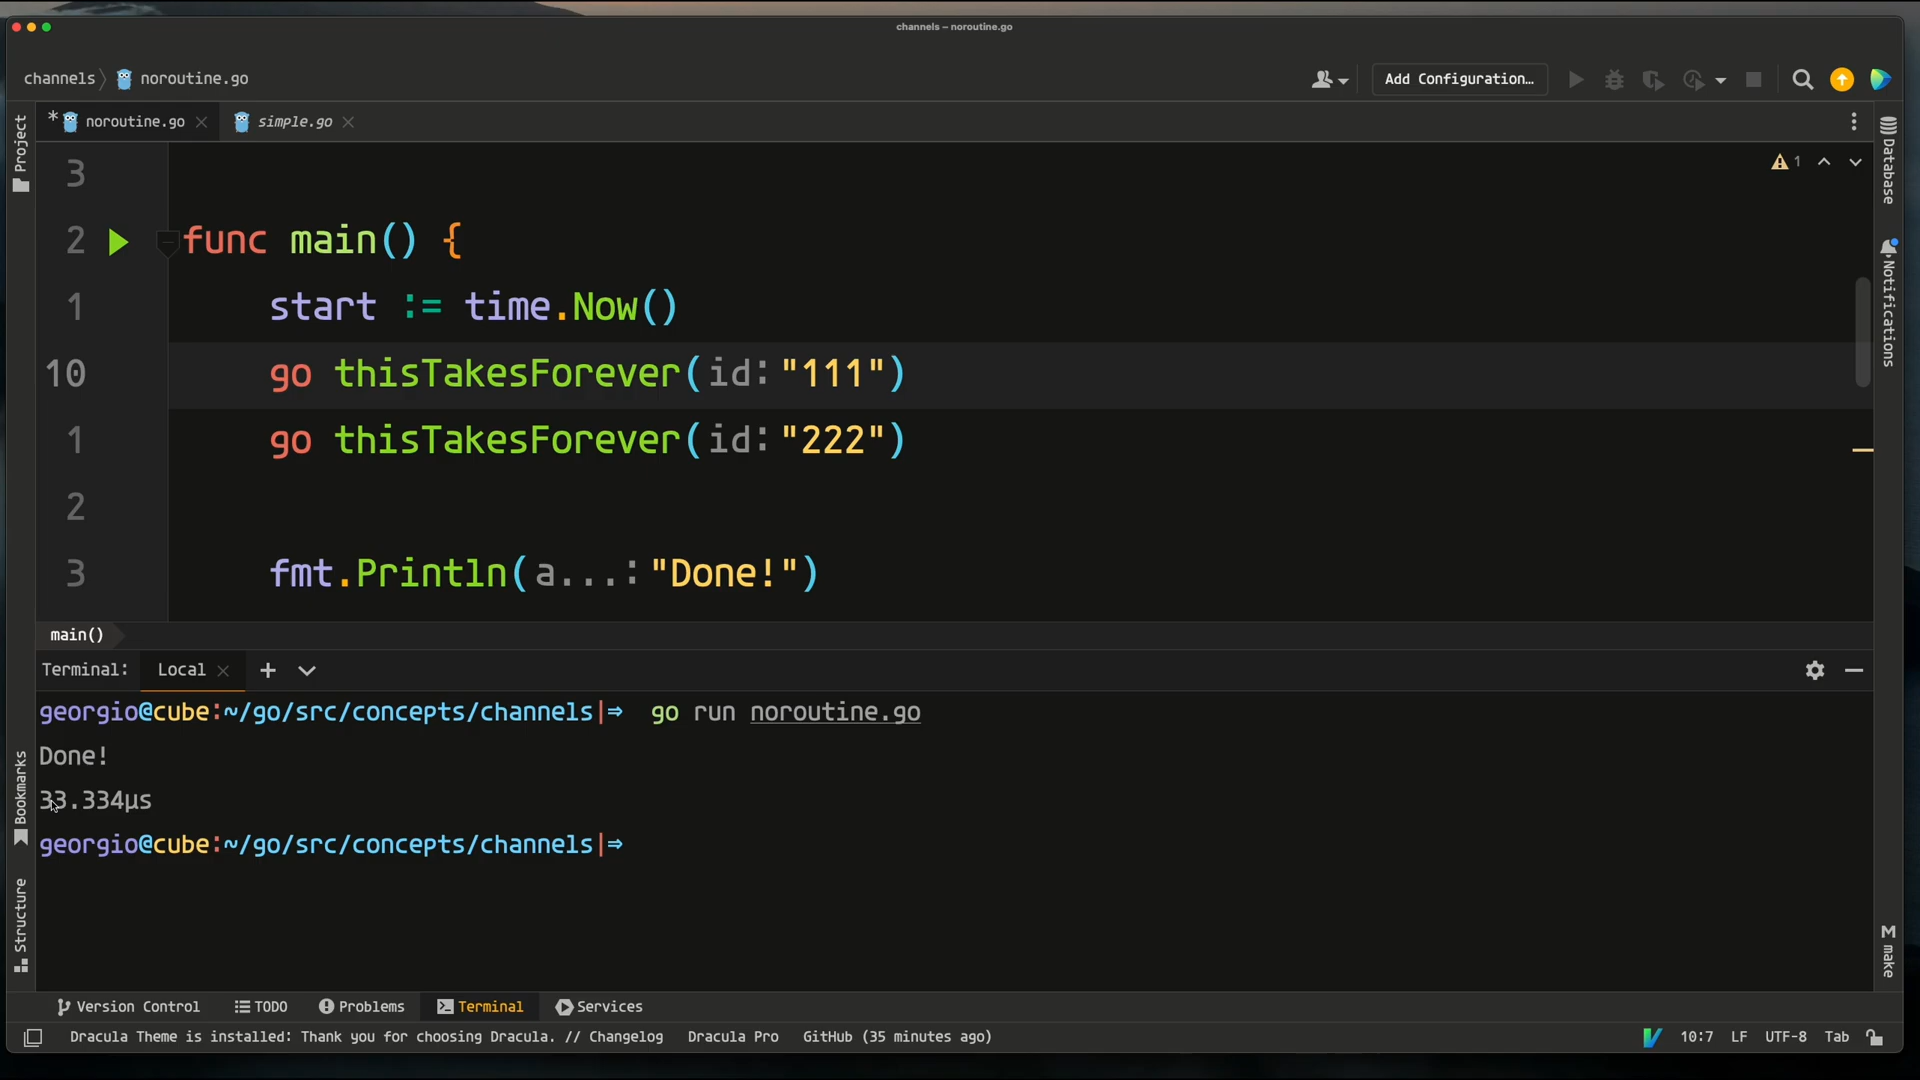 channels – noroutine.go
channels noroutine.go
Add Configuration...
* noroutine.go simple.go
Project
Database
Notifications
1
3
2 func main() {
1 start := time.Now()
10 go thisTakesForever( id: "111")
1 go thisTakesForever( id: "222")
2
3 fmt.Println( a...: "Done!")
main()
Terminal: Local
georgio@cube:~/go/src/concepts/channels|⇒ go run noroutine.go
Done!
33.334µs
georgio@cube:~/go/src/concepts/channels|⇒
Bookmarks
Structure
M make
Version Control TODO Problems Terminal Services
Dracula Theme is installed: Thank you for choosing Dracula. // Changelog Dracula Pro GitHub (35 minutes ago) 10:7 LF UTF-8 Tab